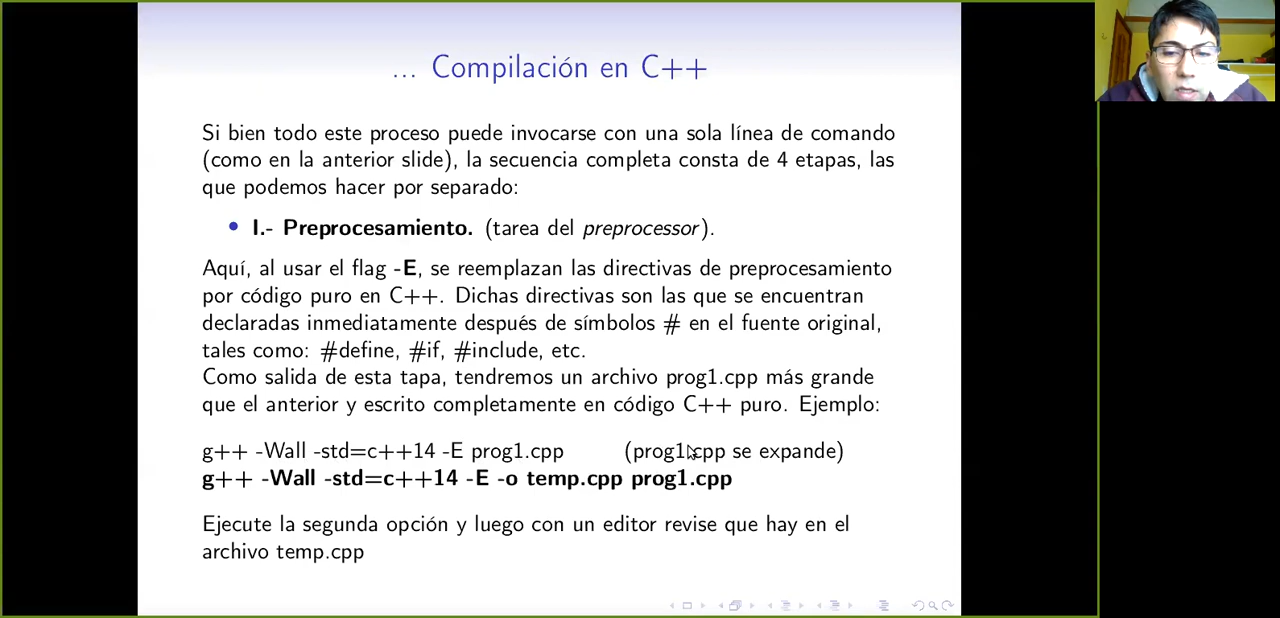 ... Compilación en C++
Si bien todo este proceso puede invocarse con una sola línea de comando
(como en la anterior slide), la secuencia completa consta de 4 etapas, las
que podemos hacer por separado:
• I.- Preprocesamiento. (tarea del preprocessor).
Aquí, al usar el flag -E, se reemplazan las directivas de preprocesamiento
por código puro en C++. Dichas directivas son las que se encuentran
declaradas inmediatamente después de símbolos # en el fuente original,
tales como: #define, #if, #include, etc.
Como salida de esta tapa, tendremos un archivo prog1.cpp más grande
que el anterior y escrito completamente en código C++ puro. Ejemplo:
g++ -Wall -std=c++14 -E prog1.cpp (prog1.cpp se expande)
g++ -Wall -std=c++14 -E -o temp.cpp prog1.cpp
Ejecute la segunda opción y luego con un editor revise que hay en el
archivo temp.cpp